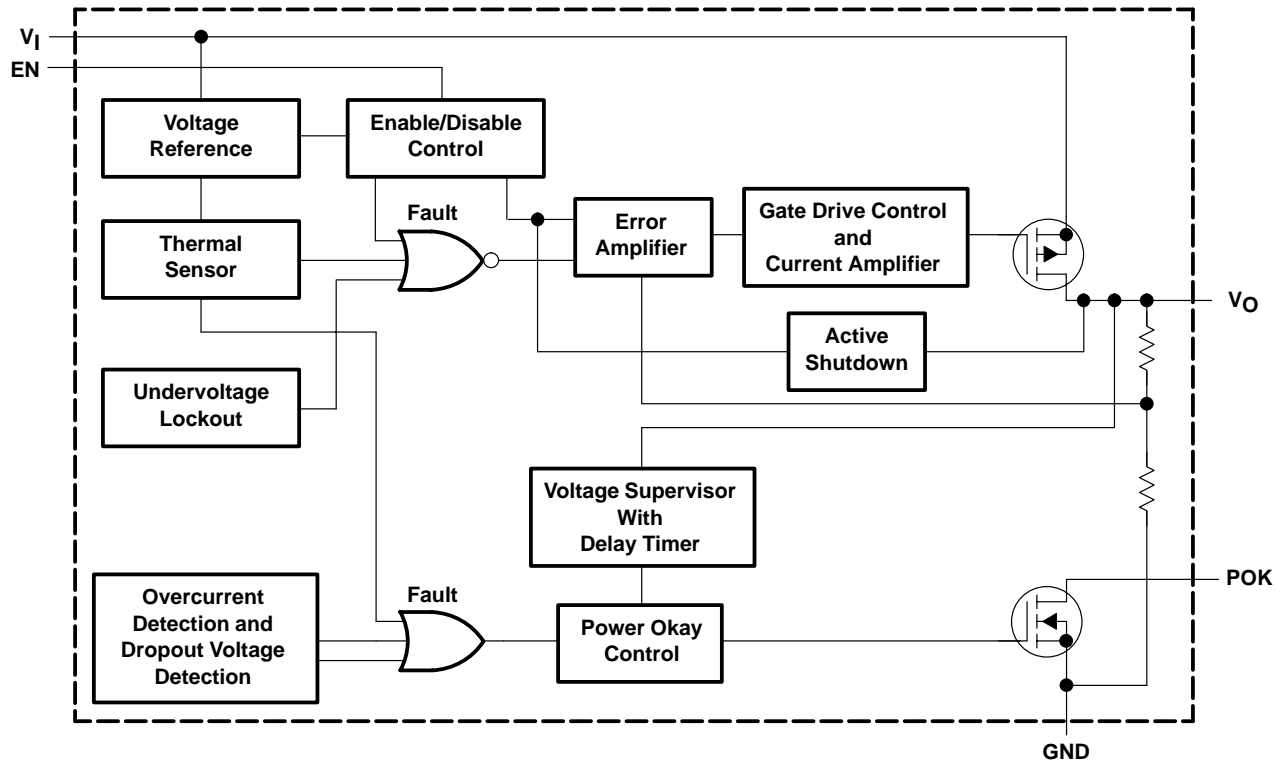 VI
EN
Voltage
Reference
Enable/Disable
Control
Fault
Thermal
Sensor
Error
Amplifier
Gate Drive Control
and
Current Amplifier
VO
Active
Shutdown
Undervoltage
Lockout
Voltage Supervisor
With
Delay Timer
POK
Overcurrent
Detection and
Dropout Voltage
Detection
Fault
Power Okay
Control
GND